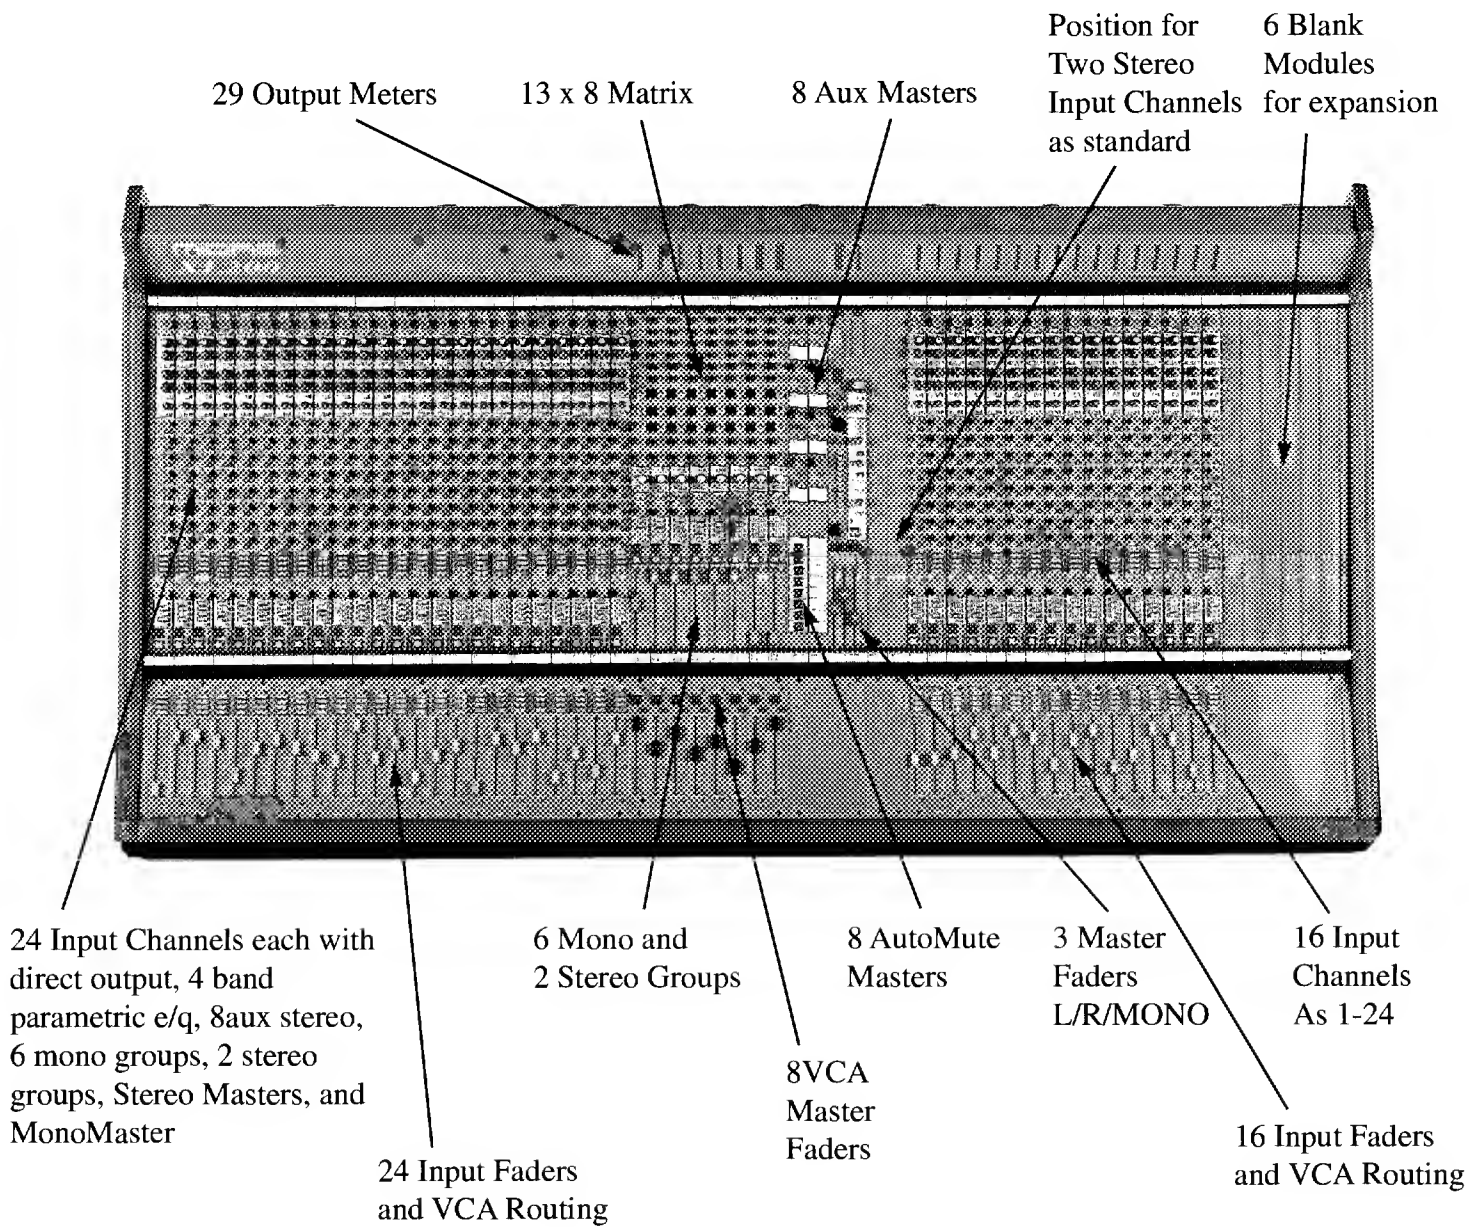 Position for
Two Stereo
Input Channels
as standard
6 Blank
Modules
for expansion
29 Output Meters
13 x 8 Matrix
8 Aux Masters
24 Input Channels each with
direct output, 4 band
parametric e/q, 8aux stereo,
6 mono groups, 2 stereo
groups, Stereo Masters, and
MonoMaster
24 Input Faders
and VCA Routing
6 Mono and
2 Stereo Groups
8VCA
Master
Faders
8 AutoMute
Masters
3 Master
Faders
L/R/MONO
16 Input
Channels
As 1-24
16 Input Faders
and VCA Routing